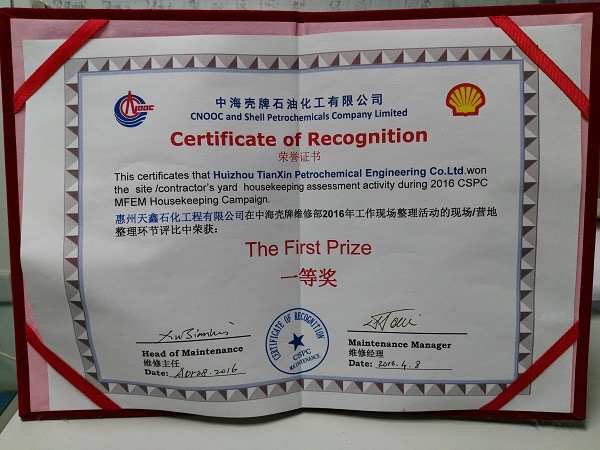 CNOOC
中海壳牌石油化工有限公司
CNOOC and Shell Petrochemicals Company Limited
Certificate of Recognition
荣誉证书
This certificates that Huizhou TianXin Petrochemical Engineering Co.Ltd.won
the site /contractor's yard housekeeping assessment activity during 2016 CSPC
MFEM Housekeeping Campaign.
惠州天鑫石化工程有限公司在中海壳牌维修部2016年工作现场整理活动的现场/营地
整理环节评比中荣获:
The First Prize
一等奖
Head of Maintenance
维修主任
Date: Apr 28. 2016
CERTIFICATE OF RECOGNITION
CSPC
MAINTENANCE
Maintenance Manager
维修经理
Date: 2016.4.8